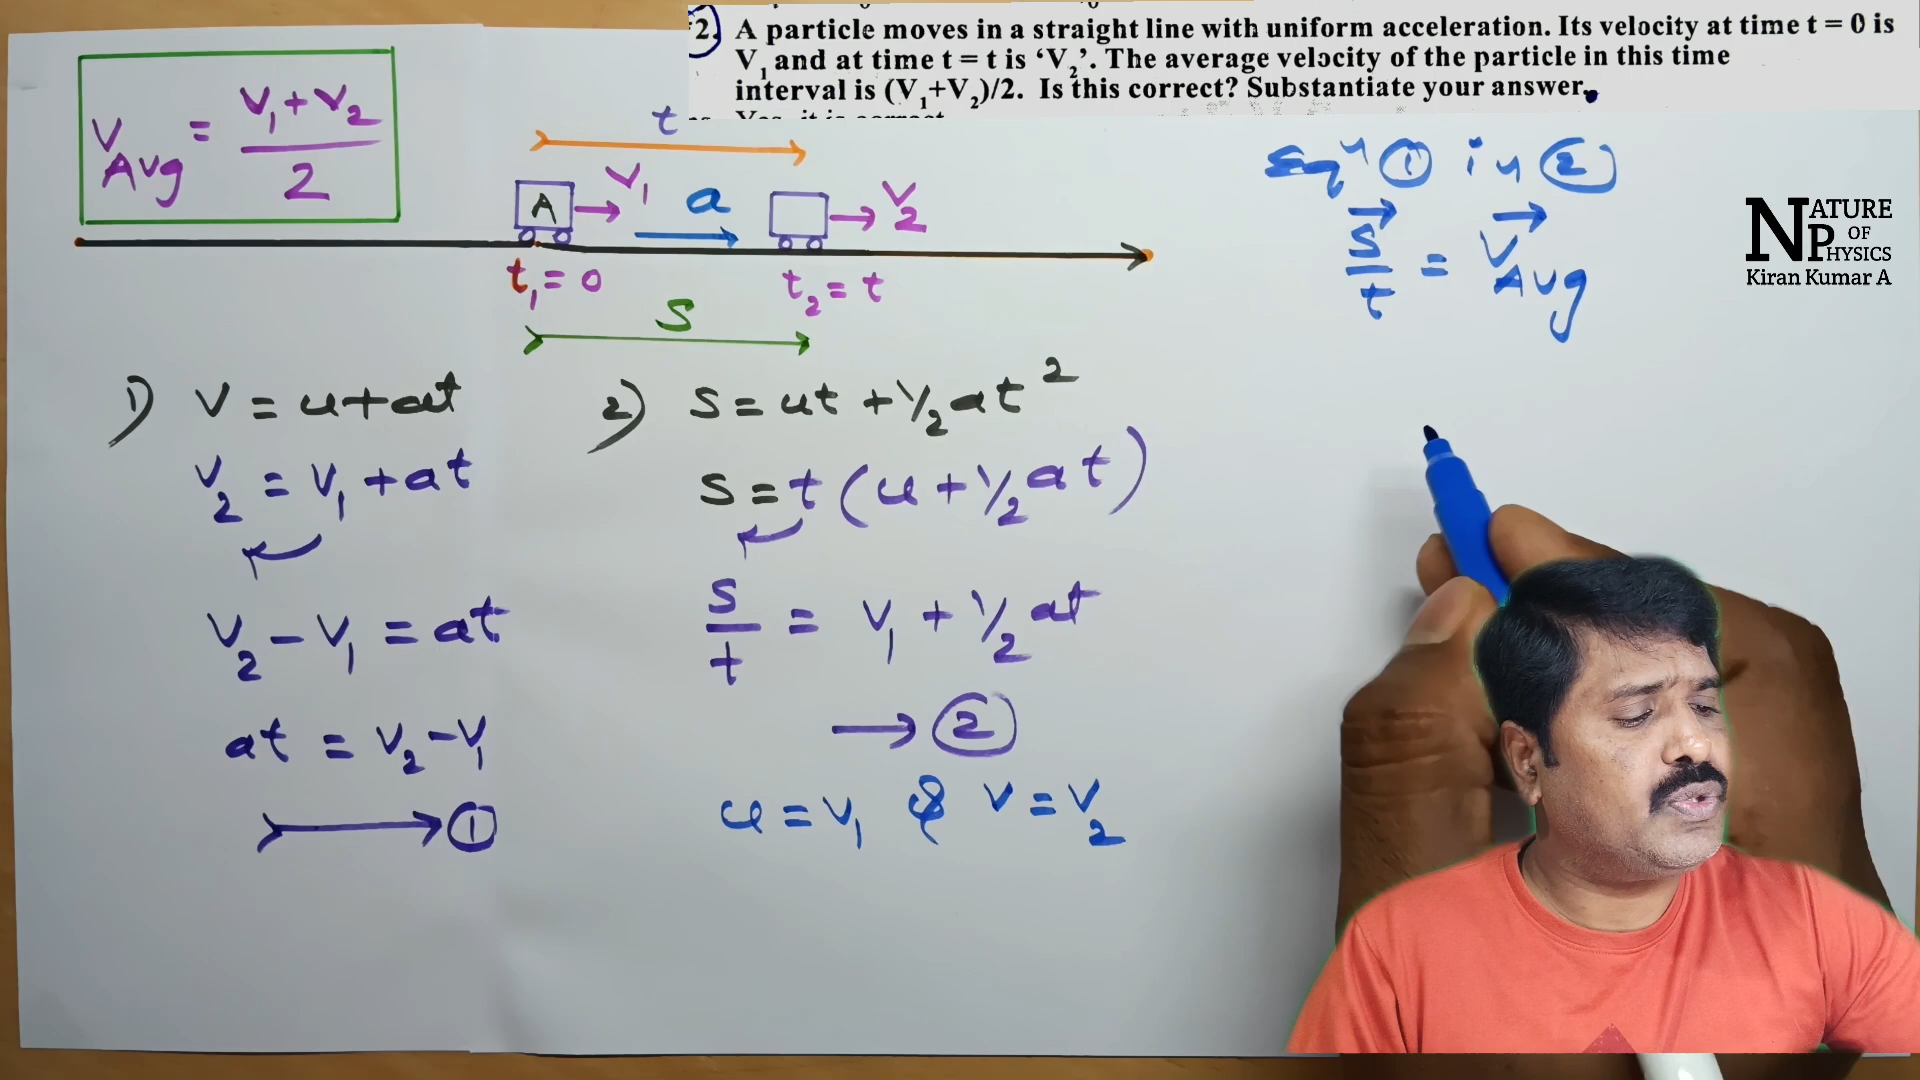 2. A particle moves in a straight line with uniform acceleration. Its velocity at time t = 0 is
V₁ and at time t = t is ‘V₂’. The average velocity of the particle in this time
interval is (V₁+V₂)/2. Is this correct? Substantiate your answer.
V Avg = V₁+V₂ / 2
t
A V₁ a V₂
t₁ = 0 t₂ = t
S
1) V = u+at
V₂ = V₁ + at
V₂ - V₁ = at
at = V₂ - V₁
①
2) S = ut + 1/2 at²
S = t (u + 1/2 at)
S/t = V₁ + 1/2 at
②
u = V₁ & V = V₂
Eqⁿ ① in ②
S/t = V Avg
NATURE
OF
PHYSICS
Kiran Kumar A